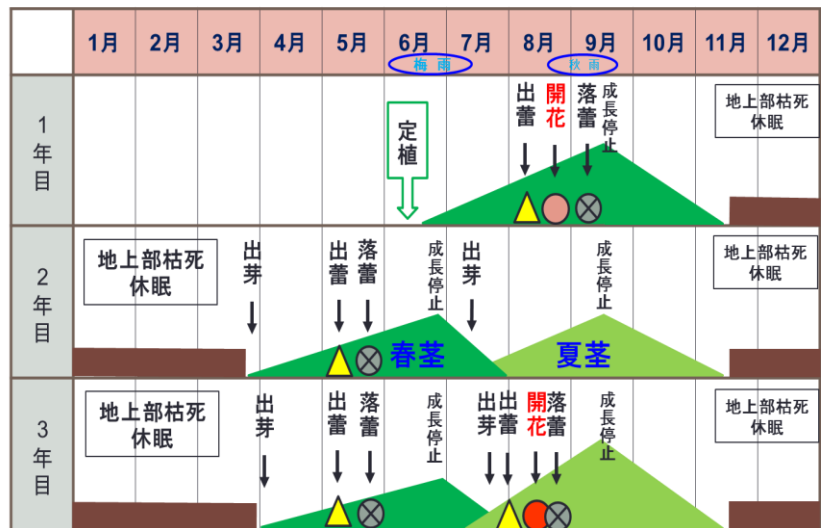 1月 2月 3月 4月 5月 6月 7月 8月 9月 10月 11月 12月
梅雨 秋雨
1年目
定植
出蕾
開花
落蕾
成長停止
地上部枯死
休眠
2年目
地上部枯死
休眠
出芽
出蕾
落蕾
成長停止
出芽
成長停止
地上部枯死
休眠
春茎 夏茎
3年目
地上部枯死
休眠
出芽
出蕾
落蕾
成長停止
出芽
出蕾
開花
落蕾
成長停止
地上部枯死
休眠